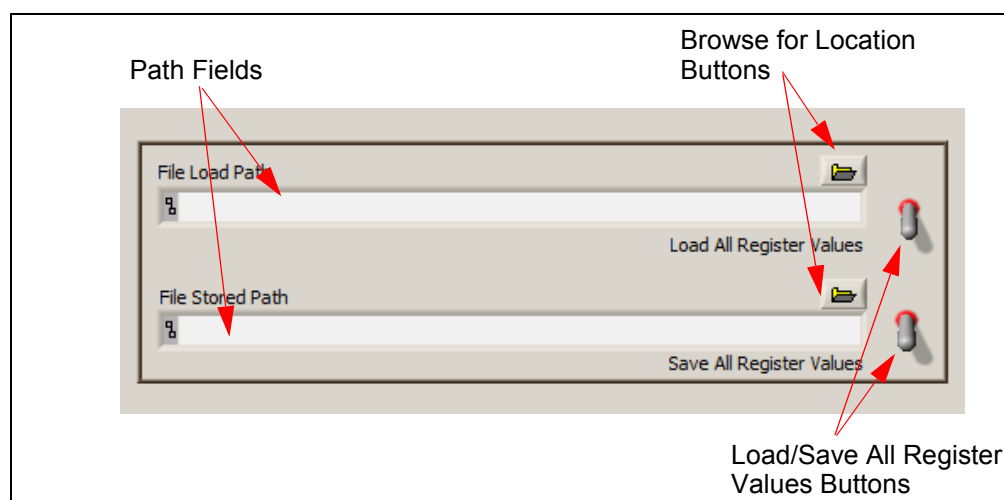 Browse for Location
Buttons
Path Fields
File Load Path
Load All Register Values
File Stored Path
Save All Register Values
Load/Save All Register
Values Buttons